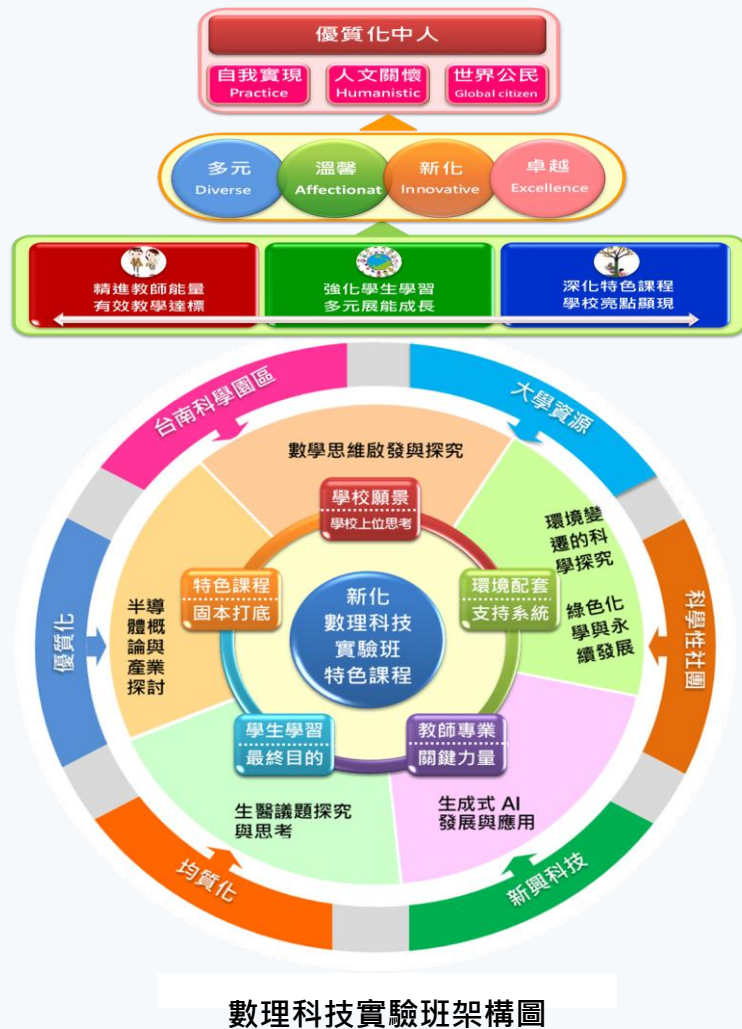 優質化中人
自我實現
Practice
人文關懷
Humanistic
世界公民
Global citizen
多元
Diverse
溫馨
Affectionat
新化
Innovative
卓越
Excellence
精進教師能量
有效教學達標
強化學生學習
多元展能成長
深化特色課程
學校亮點顯現
台南科學園區
大學資源
科學性社團
新興科技
均質化
優質化
數學思維啟發與探究
環境變
遷的科
學探究
綠色化
學與永
續發展
生成式 AI
發展與應用
生醫議題探究
與思考
半導
體概
論與
產業
探討
學校願景
學校上位思考
環境配套
支持系統
教師專業
關鍵力量
學生學習
最終目的
特色課程
固本打底
新化
數理科技
實驗班
特色課程
數理科技實驗班架構圖